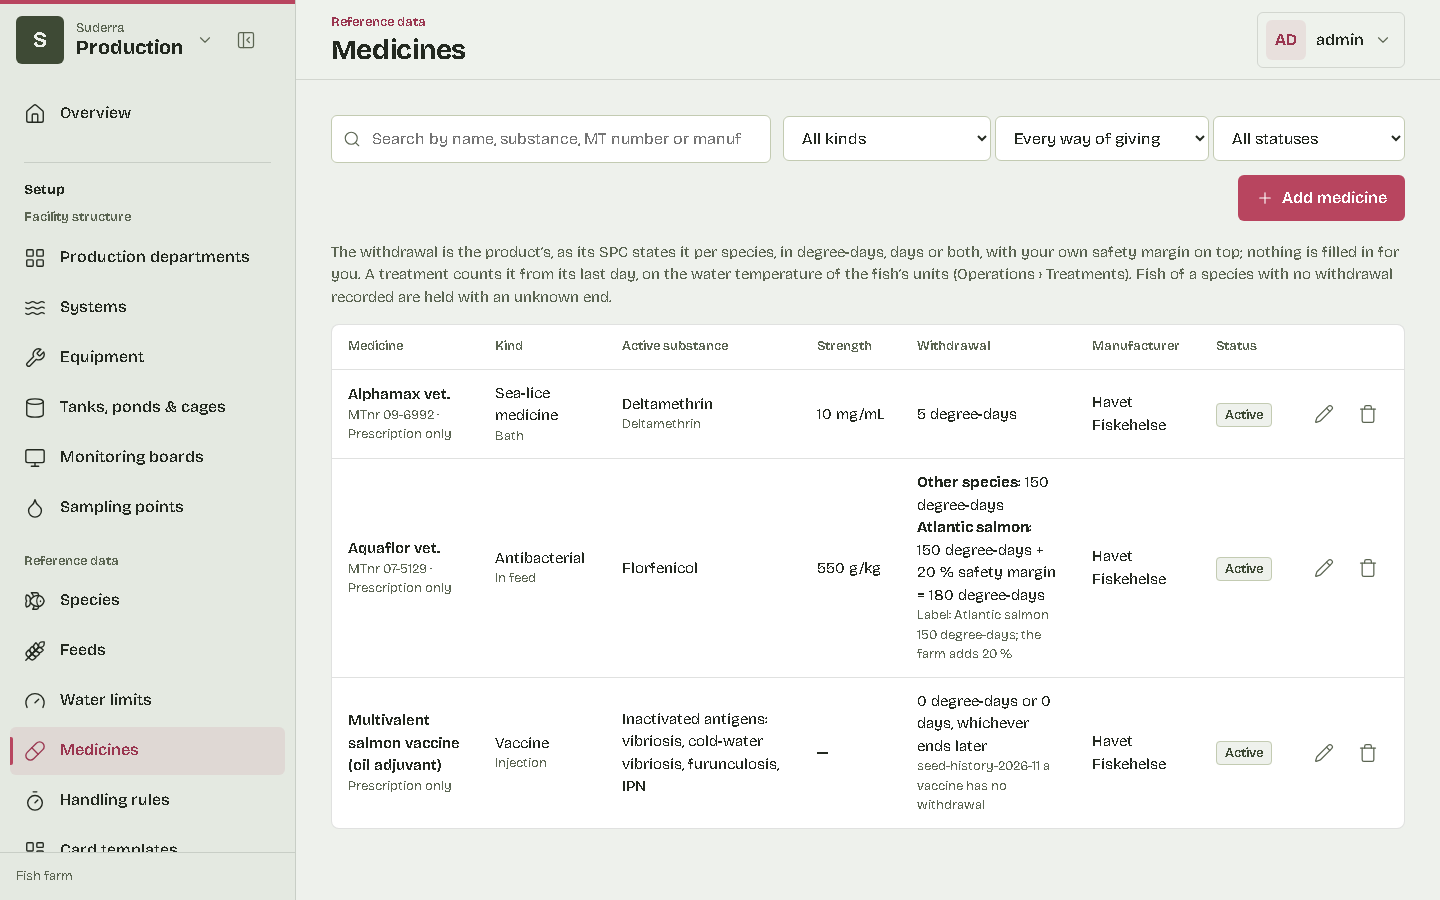 Suderra
S
Production
Overview
Setup
Facility structure
Production departments
Systems
Equipment
Tanks, ponds & cages
Monitoring boards
Sampling points
Reference data
Species
Feeds
Water limits
Medicines
Handling rules
Card templates
Fish farm
Reference data
Medicines
AD admin
Search by name, substance, MT number or manuf
All kinds
Every way of giving
All statuses
Add medicine
The withdrawal is the product's, as its SPC states it per species, in degree-days, days or both, with your own safety margin on top; nothing is filled in for
you. A treatment counts it from its last day, on the water temperature of the fish's units (Operations › Treatments). Fish of a species with no withdrawal
recorded are held with an unknown end.
Medicine Kind Active substance Strength Withdrawal Manufacturer Status
Alphamax vet.
MTnr 09-6992 ·
Prescription only
Sea-lice
medicine
Bath
Deltamethrin
Deltamethrin
10 mg/mL
5 degree-days
Havet
Fiskehelse
Active
Aquaflor vet.
MTnr 07-5129 ·
Prescription only
Antibacterial
In feed
Florfenicol
550 g/kg
Other species: 150
degree-days
Atlantic salmon:
150 degree-days +
20 % safety margin
= 180 degree-days
Label: Atlantic salmon
150 degree-days; the
farm adds 20 %
Havet
Fiskehelse
Active
Multivalent
salmon vaccine
(oil adjuvant)
Prescription only
Vaccine
Injection
Inactivated antigens:
vibriosis, cold-water
vibriosis, furunculosis,
IPN
—
0 degree-days or 0
days, whichever
ends later
seed-history-2026-11 a
vaccine has no
withdrawal
Havet
Fiskehelse
Active